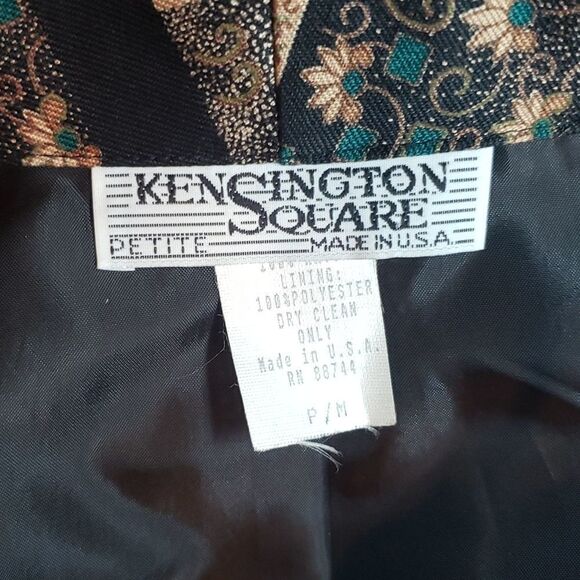 KENSINGTON
SQUARE
PETITE MADE IN U.S.A.
LINING:
100%POLYESTER
DRY CLEAN
ONLY
Made in U.S.A.
RN 88744
P/M